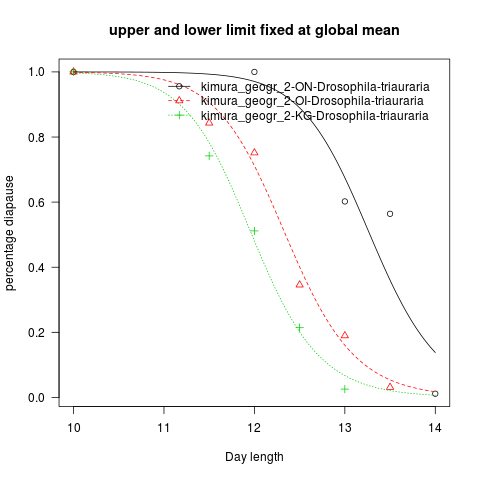 upper and lower limit fixed at global mean
kimura_geogr_2-ON-Drosophila-triauraria
kimura_geogr_2-OI-Drosophila-triauraria
kimura_geogr_2-KG-Drosophila-triauraria
percentage diapause
1.0
0.8
0.6
0.4
0.2
0.0
10 11 12 13 14
Day length